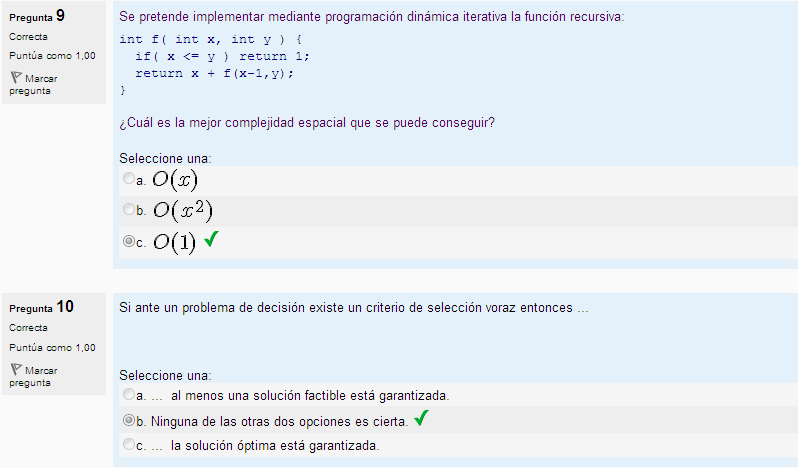 Pregunta 9
Correcta
Puntúa como 1,00
Marcar
pregunta
Se pretende implementar mediante programación dinámica iterativa la función recursiva:
int f( int x, int y ) {
if( x <= y ) return 1;
return x + f(x-1,y);
}
¿Cuál es la mejor complejidad espacial que se puede conseguir?
Seleccione una:
a. O(x)
b. O(x²)
c. O(1)
Pregunta 10
Correcta
Puntúa como 1,00
Marcar
pregunta
Si ante un problema de decisión existe un criterio de selección voraz entonces ...
Seleccione una:
a. ... al menos una solución factible está garantizada.
b. Ninguna de las otras dos opciones es cierta.
c. ... la solución óptima está garantizada.